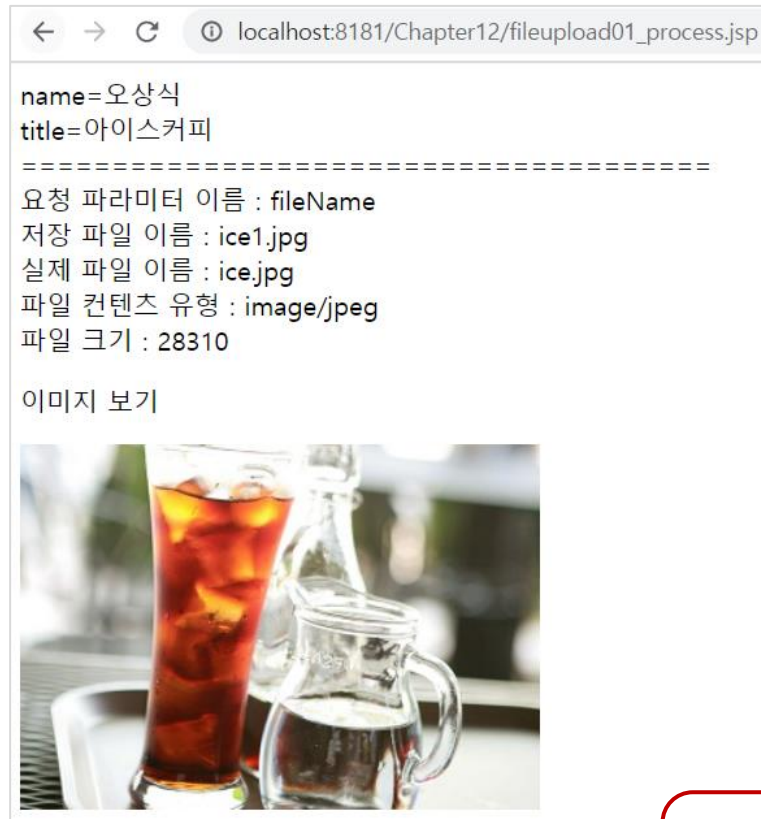 localhost:8181/Chapter12/fileupload01_process.jsp
name=오상식
title=아이스커피
========================================
요청 파라미터 이름 : fileName
저장 파일 이름 : ice1.jpg
실제 파일 이름 : ice.jpg
파일 컨텐츠 유형 : image/jpeg
파일 크기 : 28310
이미지 보기